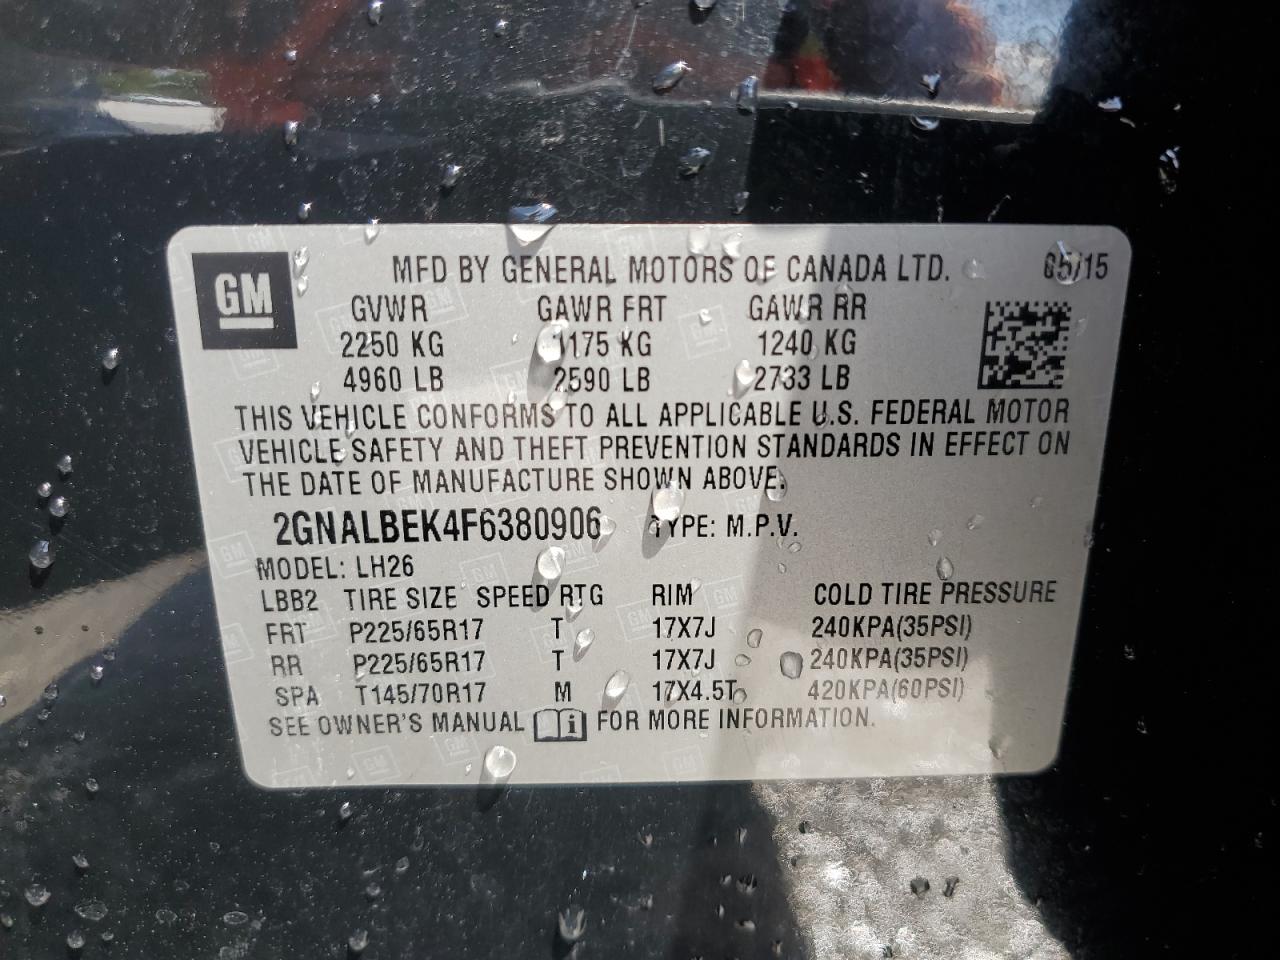 GM
MFD BY GENERAL MOTORS OF CANADA LTD. 05/15
GVWR GAWR FRT GAWR RR
2250 KG 1175 KG 1240 KG
4960 LB 2590 LB 2733 LB
THIS VEHICLE CONFORMS TO ALL APPLICABLE U.S. FEDERAL MOTOR
VEHICLE SAFETY AND THEFT PREVENTION STANDARDS IN EFFECT ON
THE DATE OF MANUFACTURE SHOWN ABOVE.
2GNALBEK4F6380906 TYPE: M.P.V.
MODEL: LH26
LBB2 TIRE SIZE SPEED RTG RIM COLD TIRE PRESSURE
FRT P225/65R17 T 17X7J 240KPA(35PSI)
RR P225/65R17 T 17X7J 240KPA(35PSI)
SPA T145/70R17 M 17X4.5T 420KPA(60PSI)
SEE OWNER'S MANUAL i FOR MORE INFORMATION.